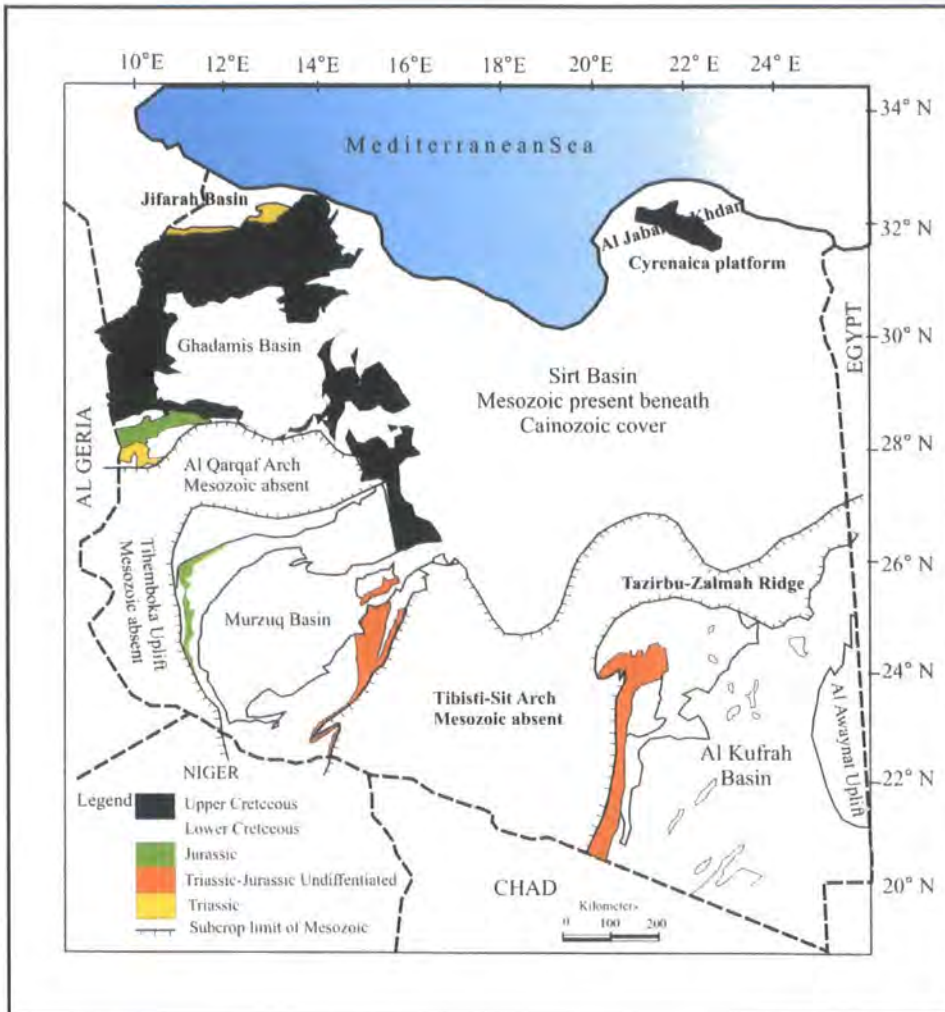 10°E 12°E 14°E 16°E 18°E 20°E 22°E 24°E
34° N
MediterraneanSea
Jifarah Basin
32° N
Al Jabal Khdan
Cyrenaica platform
30° N
Ghadamis Basin
EGYPT
Sirt Basin
Mesozoic present beneath
Cainozoic cover
28° N
ALGERIA
Al Qarqaf Arch
Mesozoic absent
26° N
Tihemboka Uplift
Mesozoic absent
Tazirbu-Zalmah Ridge
Murzuq Basin
24° N
Tibisti-Sit Arch
Mesozoic absent
Al Kufrah
Basin
Al Awaynat Uplift
22° N
NIGER
Legend
Upper Cretceous
Lower Cretceous
Jurassic
Triassic-Jurassic Undiffentiated
Triassic
Subcrop limit of Mesozoic
CHAD
20° N
Kilometers
0 100 200